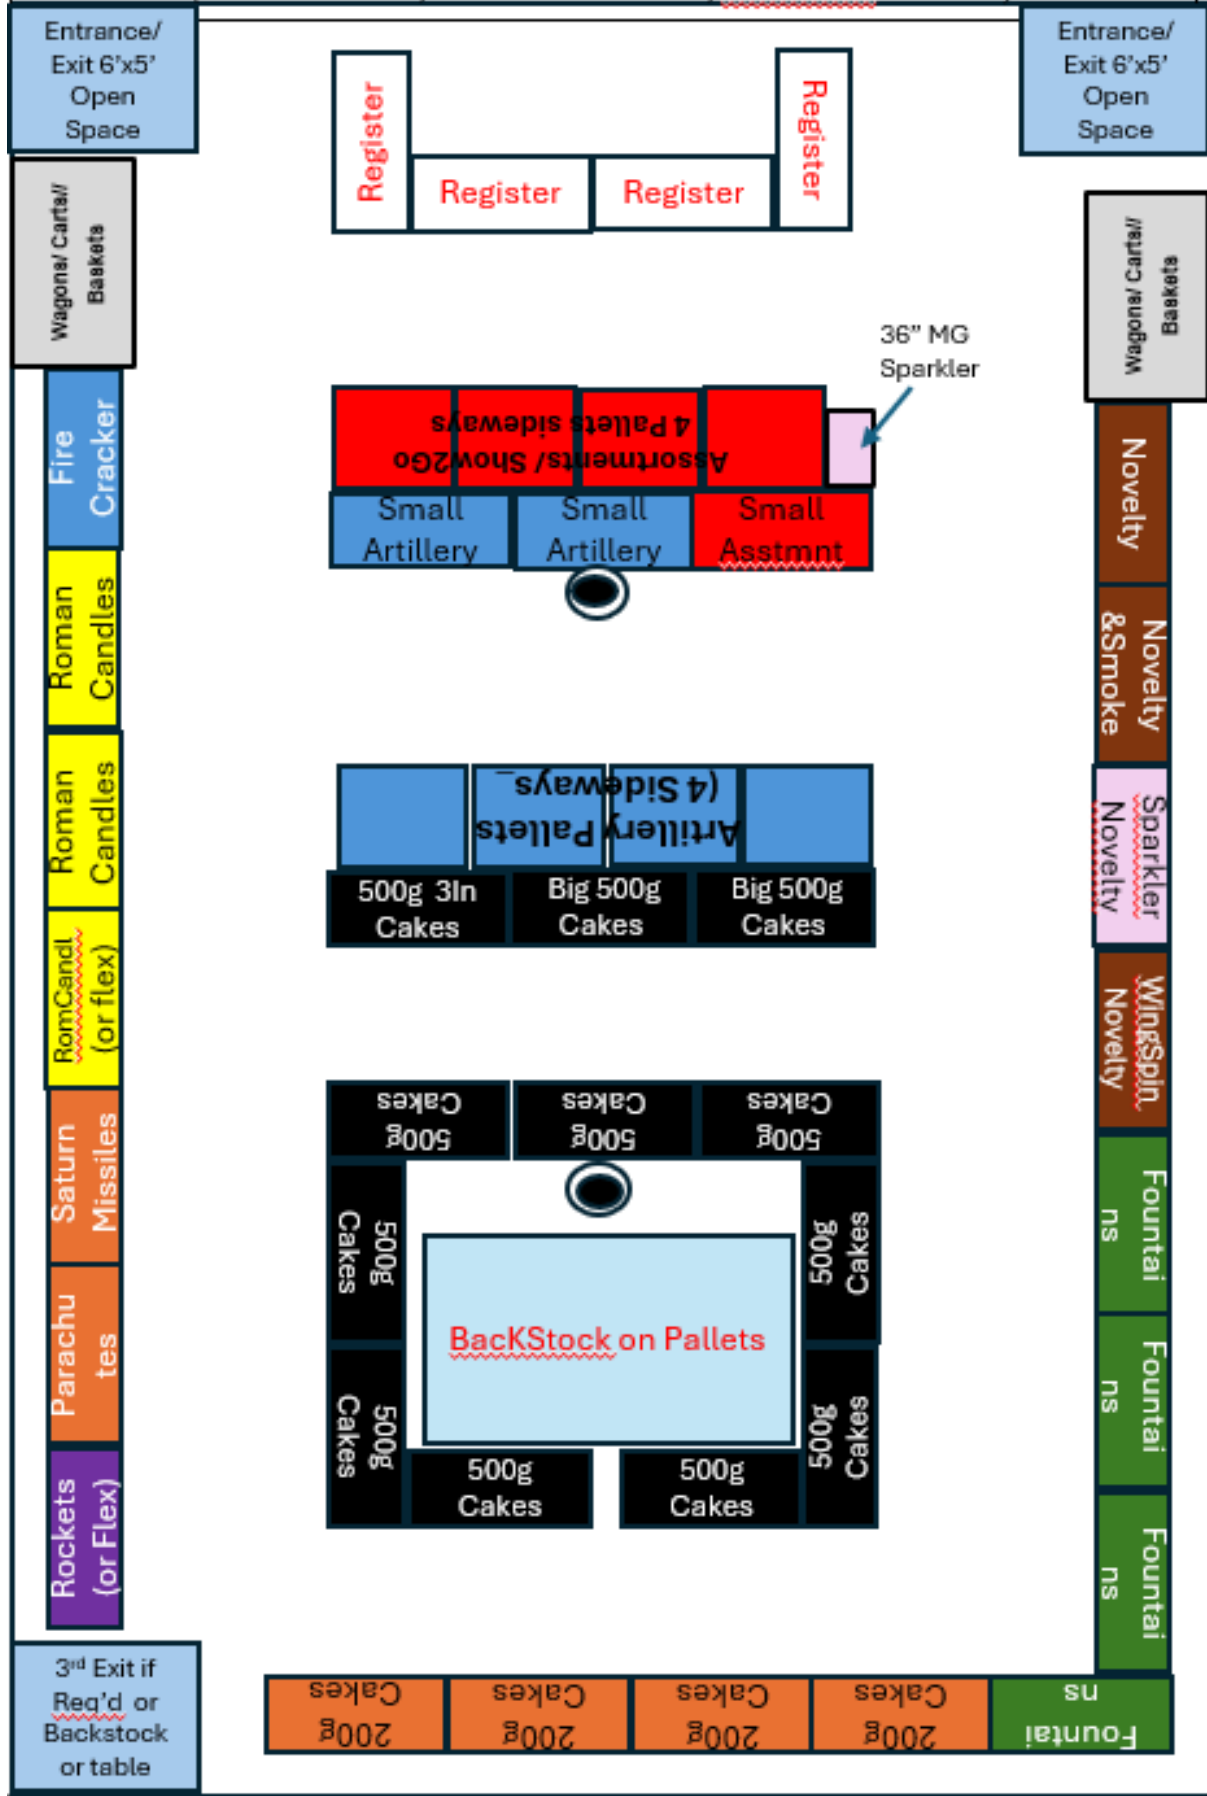 Entrance/
Exit 6'x5'
Open
Space
Entrance/
Exit 6'x5'
Open
Space
Register
Register
Register
Register
Wagons/ Carts//
Baskets
Wagons/ Carts//
Baskets
36” MG
Sparkler
Assortments/ Show2Go
4 Pallets sideways
Small
Artillery
Small
Artillery
Small
Asstmnt
Fire
Cracker
Roman
Candles
Roman
Candles
RomCandl
(or flex)
Saturn
Missiles
Parachu
tes
Rockets
(or Flex)
Artillery Pallets
(4 Sideways_
500g 3In
Cakes
Big 500g
Cakes
Big 500g
Cakes
500g
Cakes
500g
Cakes
500g
Cakes
500g
Cakes
500g
Cakes
500g
Cakes
500g
Cakes
BacKStock on Pallets
500g
Cakes
500g
Cakes
Novelty
Novelty
&Smoke
Sparkler
Novelty
WingSpin
Novelty
Fountai
ns
Fountai
ns
Fountai
ns
3rd Exit if
Req'd or
Backstock
or table
200g
Cakes
200g
Cakes
200g
Cakes
200g
Cakes
Fountai
ns